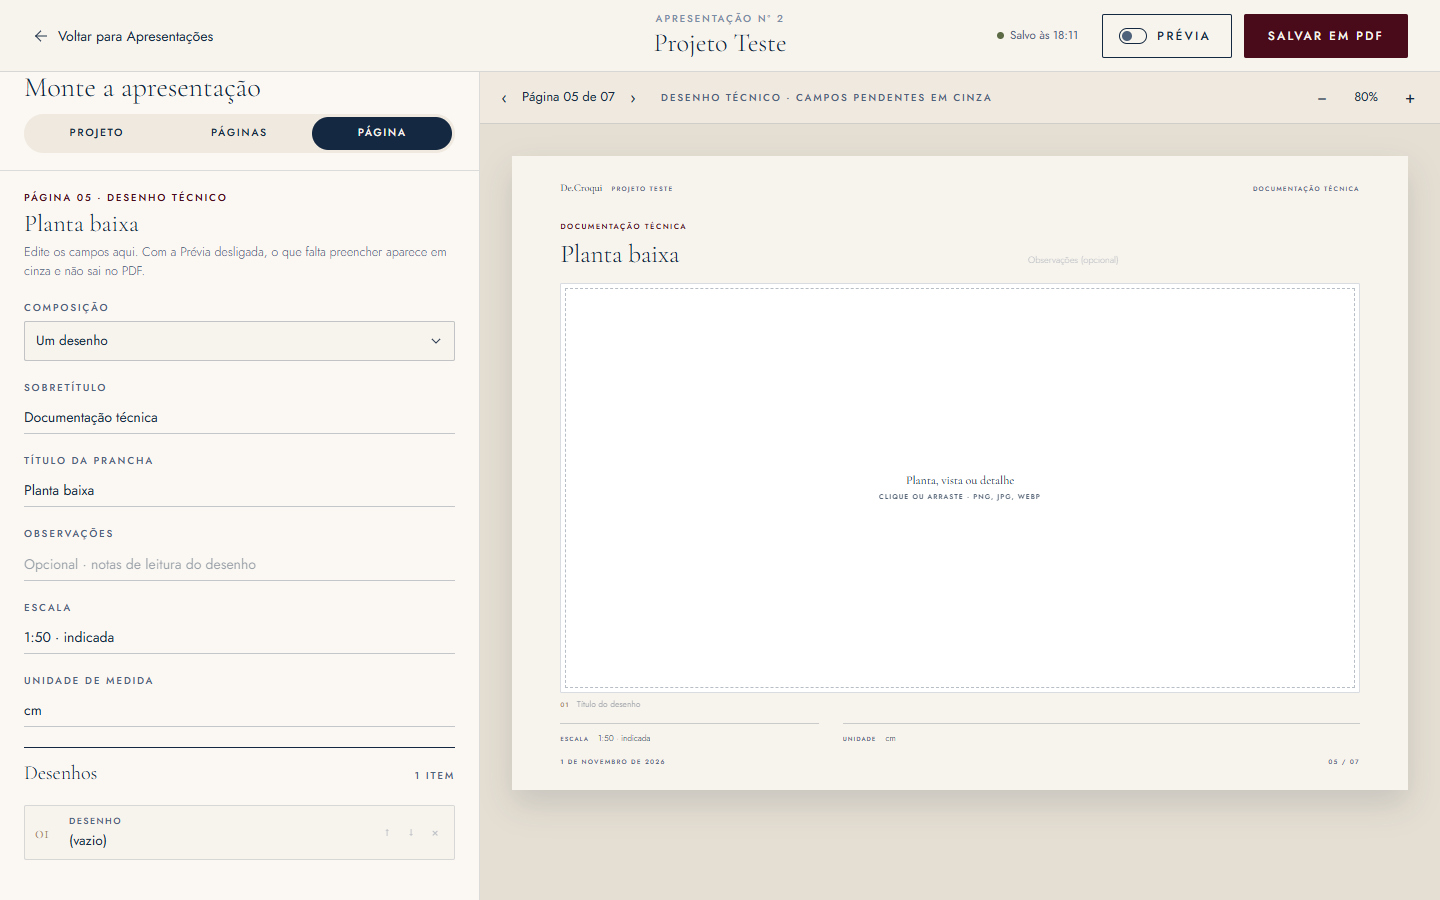 Voltar para Apresentações
APRESENTAÇÃO Nº 2
Projeto Teste
Salvo às 18:11
PRÉVIA
SALVAR EM PDF
Monte a apresentação
PROJETO
PÁGINAS
PÁGINA
PÁGINA 05 · DESENHO TÉCNICO
Planta baixa
Edite os campos aqui. Com a Prévia desligada, o que falta preencher aparece em
cinza e não sai no PDF.
COMPOSIÇÃO
Um desenho
SOBRETÍTULO
Documentação técnica
TÍTULO DA PRANCHA
Planta baixa
OBSERVAÇÕES
Opcional · notas de leitura do desenho
ESCALA
1:50 · indicada
UNIDADE DE MEDIDA
cm
Desenhos
1 ITEM
01
DESENHO
(vazio)
Página 05 de 07
DESENHO TÉCNICO · CAMPOS PENDENTES EM CINZA
80%
De.Croqui PROJETO TESTE
DOCUMENTAÇÃO TÉCNICA
DOCUMENTAÇÃO TÉCNICA
Planta baixa
Observações (opcional)
Planta, vista ou detalhe
CLIQUE OU ARRASTE · PNG, JPG, WEBP
01 Título do desenho
ESCALA 1:50 · indicada
UNIDADE cm
1 DE NOVEMBRO DE 2026
05 / 07